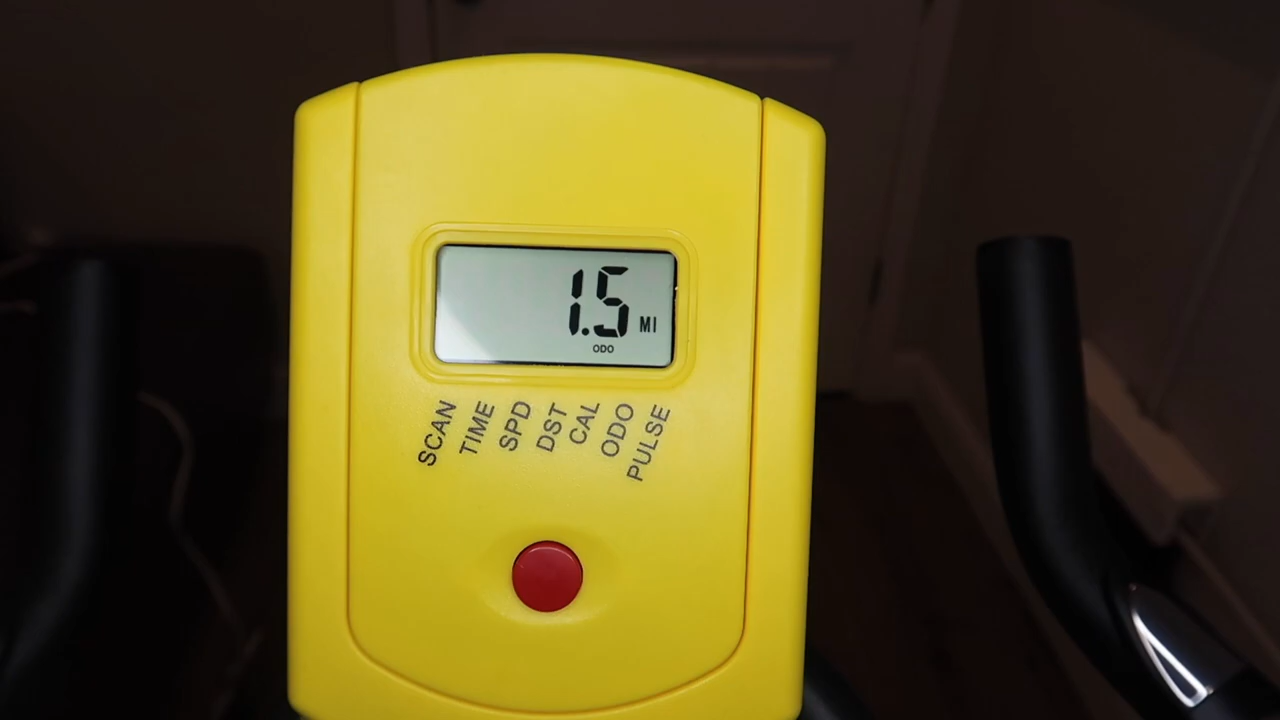 1.5 MI
ODO
SCAN
TIME
SPD
DST
CAL
ODO
PULSE